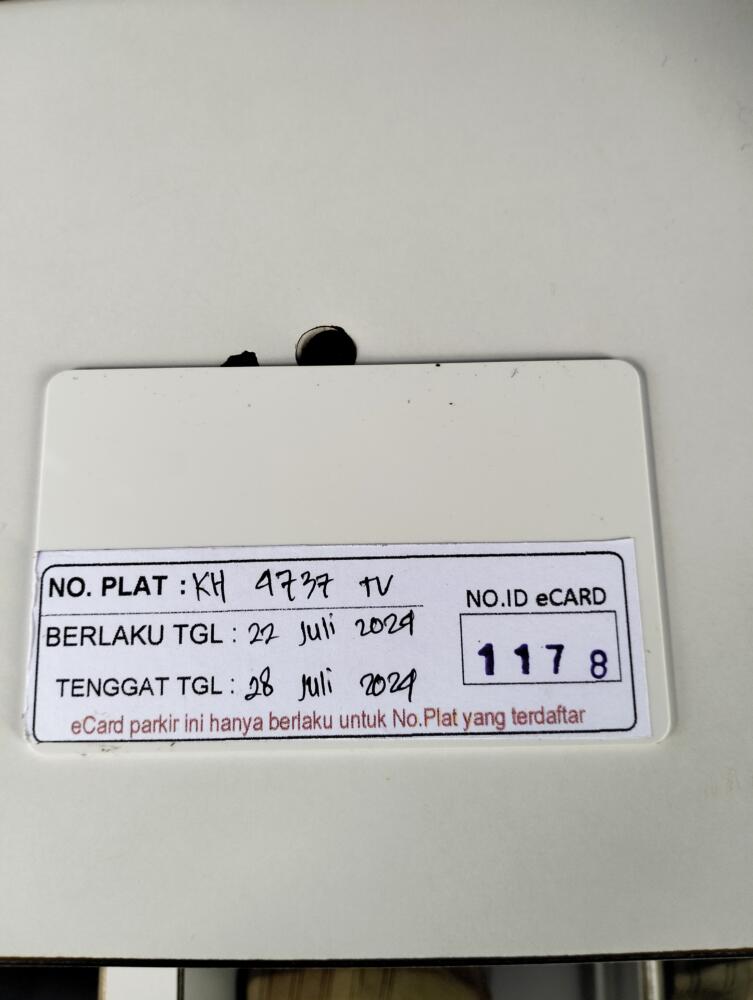 NO. PLAT : KH 4737 TV
BERLAKU TGL : 22 Juli 2024
TENGGAT TGL : 28 Juli 2024
NO.ID eCARD
1178
eCard parkir ini hanya berlaku untuk No.Plat yang terdaftar